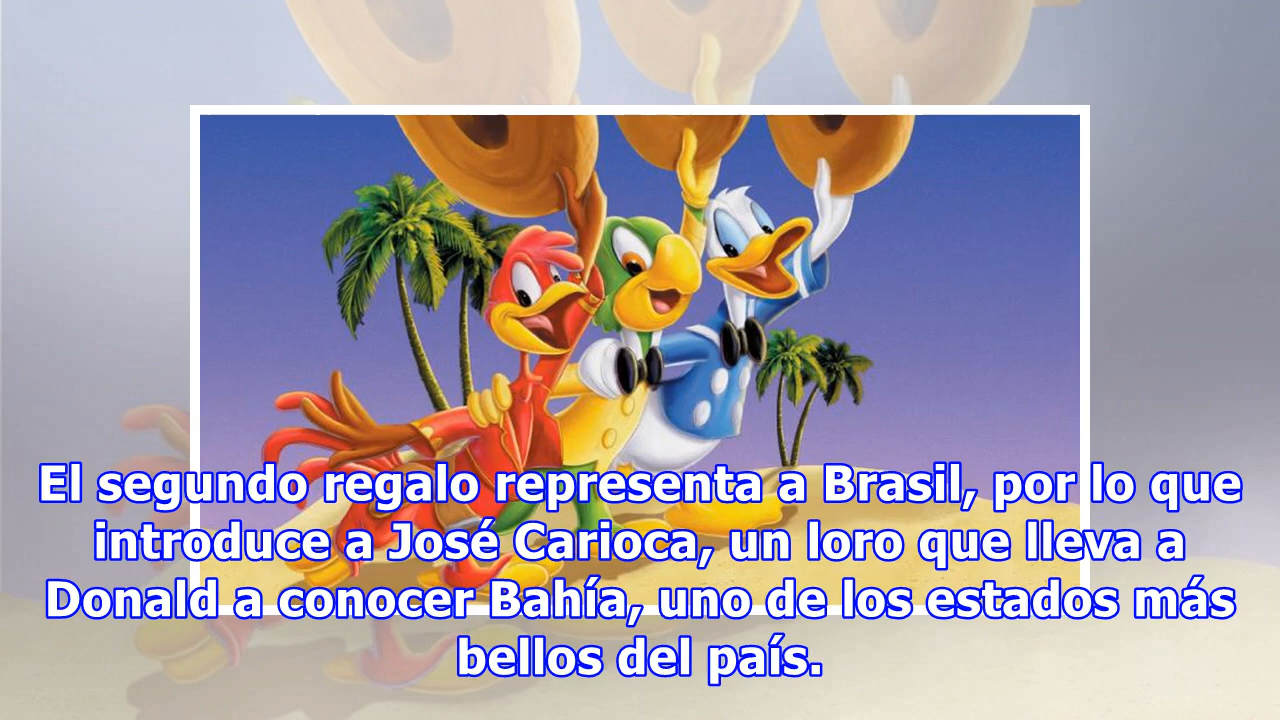 El segundo regalo representa a Brasil, por lo que
introduce a José Carioca, un loro que lleva a
Donald a conocer Bahía, uno de los estados más
bellos del país.